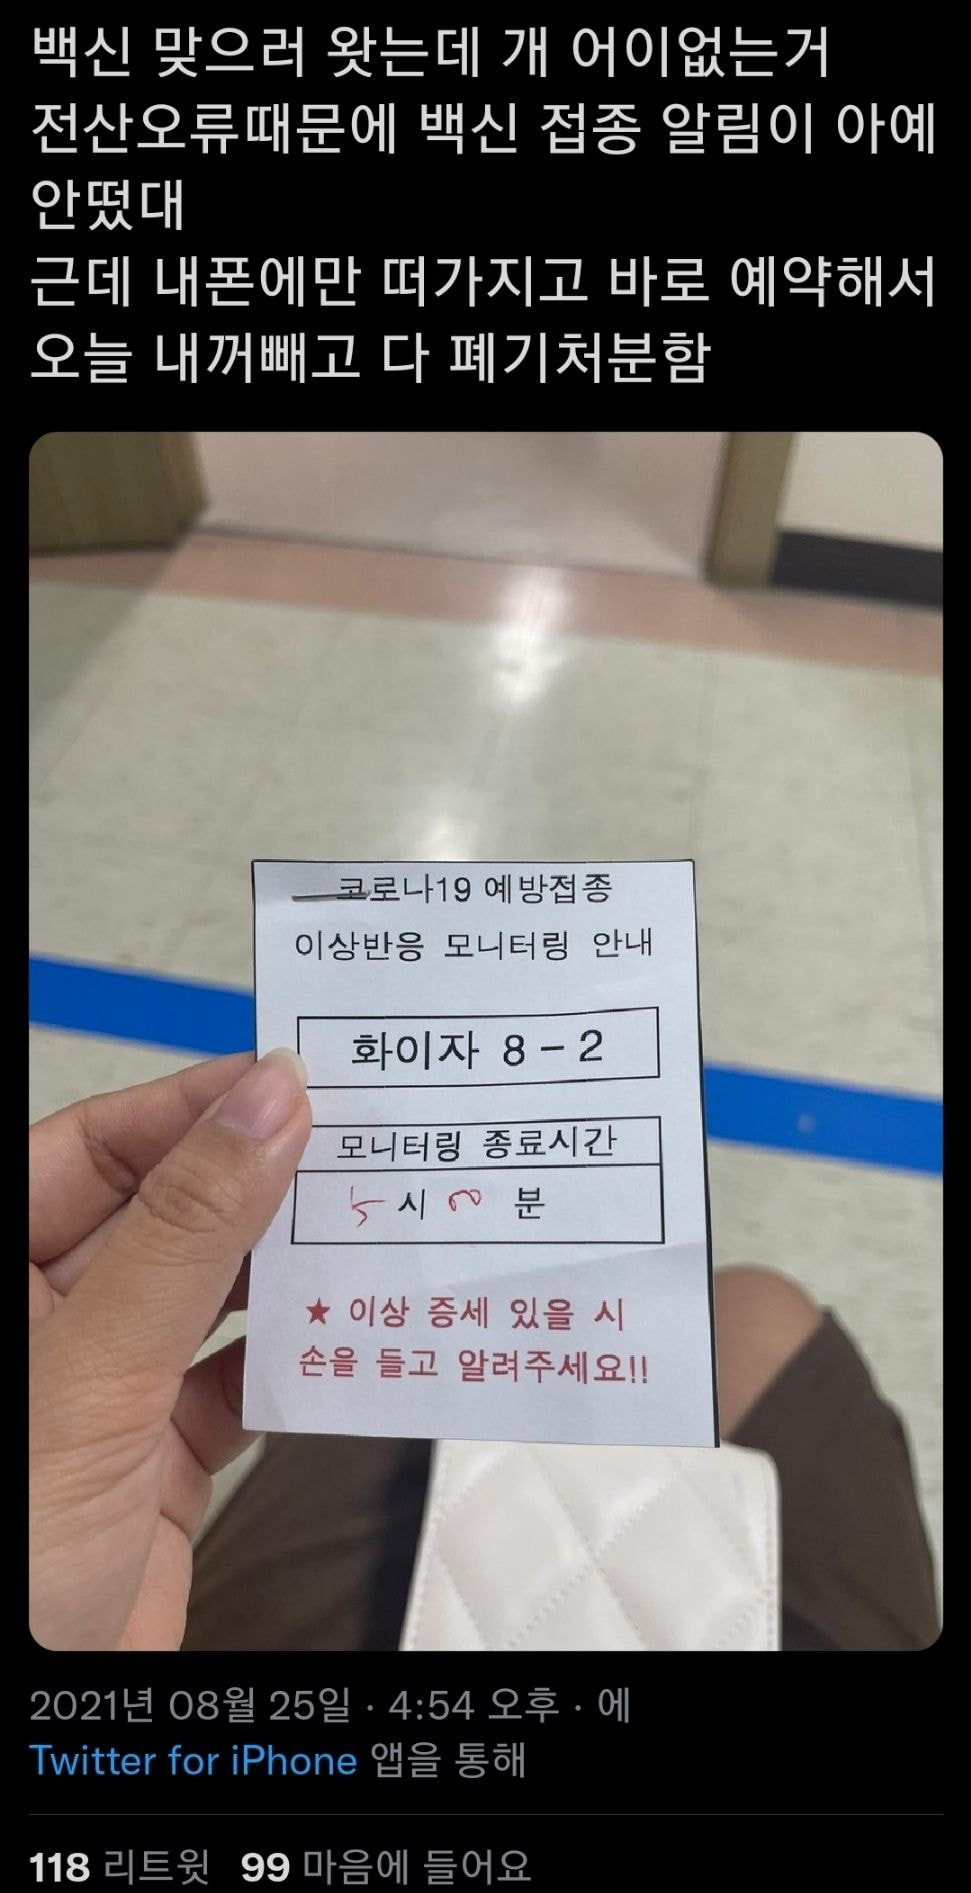 백신 맞으러 왓는데 개 어이없는거
전산오류때문에 백신 접종 알림이 아예
안떴대
근데 내폰에만 떠가지고 바로 예약해서
오늘 내꺼빼고 다 폐기처분함
코로나19 예방접종
이상반응 모니터링 안내
화이자 8-2
모니터링 종료시간
5시 00 분
★ 이상 증세 있을 시
손을 들고 알려주세요!!
2021년 08월 25일 · 4:54 오후 · 에
Twitter for iPhone 앱을 통해
118 리트윗 99 마음에 들어요